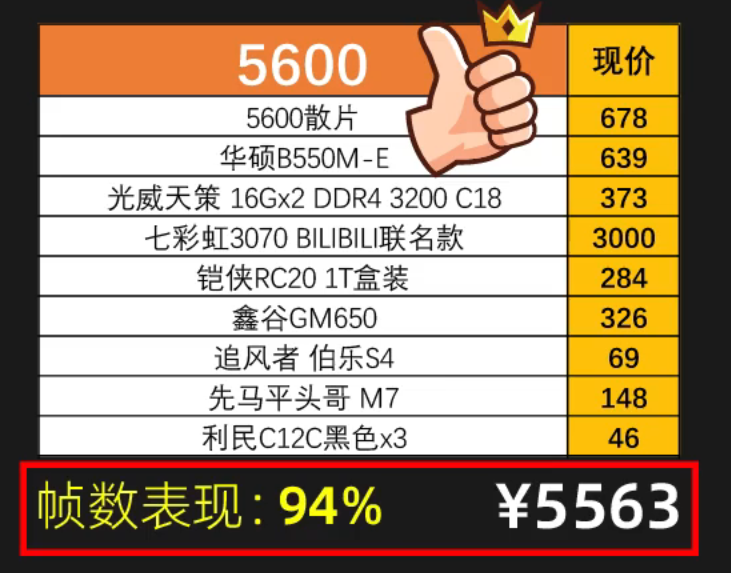 5600 现价
5600散片 678
华硕B550M-E 639
光威天策 16Gx2 DDR4 3200 C18 373
七彩虹3070 BILIBILI联名款 3000
铠侠RC20 1T盒装 284
鑫谷GM650 326
追风者 伯乐S4 69
先马平头哥 M7 148
利民C12C黑色x3 46
帧数表现：94% ¥5563